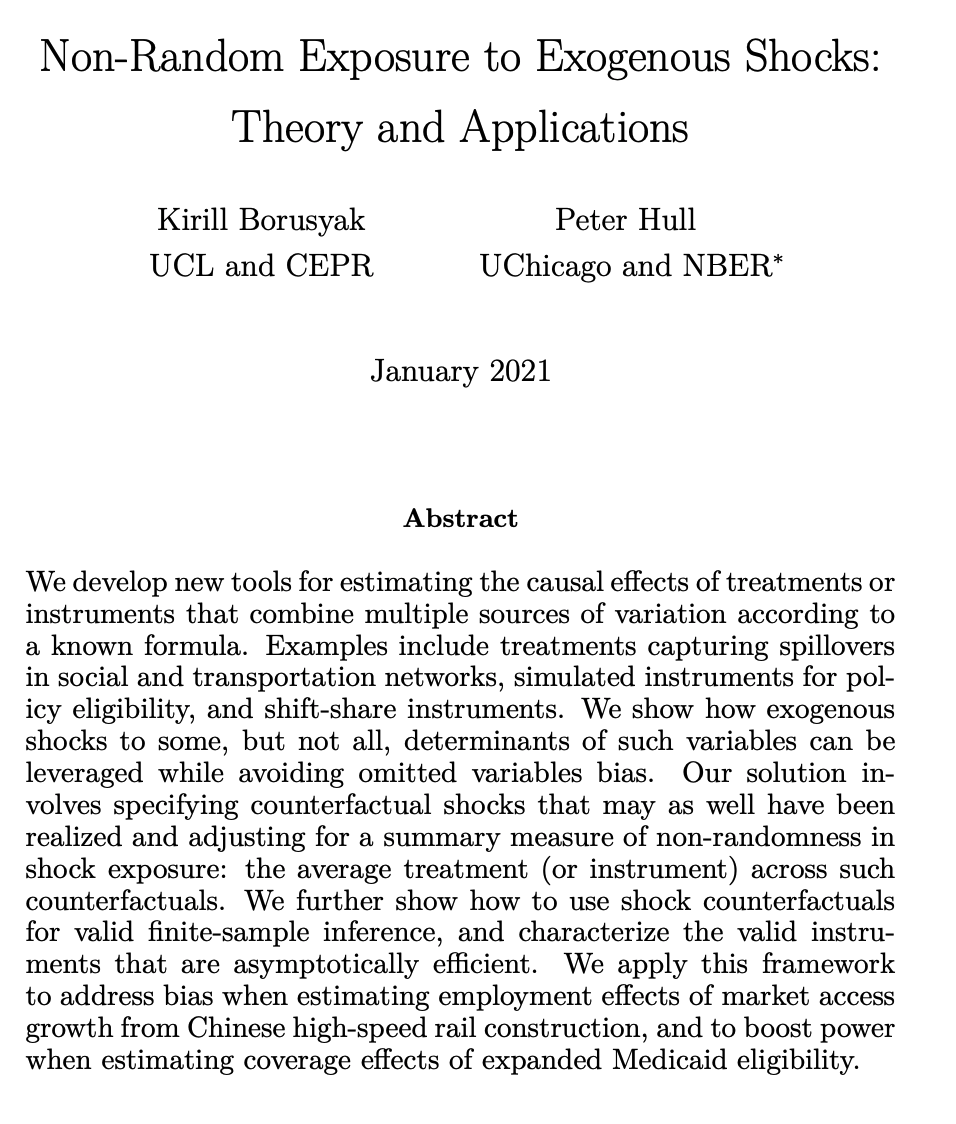 Non-Random Exposure to Exogenous Shocks:
Theory and Applications
Kirill Borusyak Peter Hull
UCL and CEPR UChicago and NBER*
January 2021
Abstract
We develop new tools for estimating the causal effects of treatments or
instruments that combine multiple sources of variation according to
a known formula. Examples include treatments capturing spillovers
in social and transportation networks, simulated instruments for pol-
icy eligibility, and shift-share instruments. We show how exogenous
shocks to some, but not all, determinants of such variables can be
leveraged while avoiding omitted variables bias. Our solution in-
volves specifying counterfactual shocks that may as well have been
realized and adjusting for a summary measure of non-randomness in
shock exposure: the average treatment (or instrument) across such
counterfactuals. We further show how to use shock counterfactuals
for valid finite-sample inference, and characterize the valid instru-
ments that are asymptotically efficient. We apply this framework
to address bias when estimating employment effects of market access
growth from Chinese high-speed rail construction, and to boost power
when estimating coverage effects of expanded Medicaid eligibility.